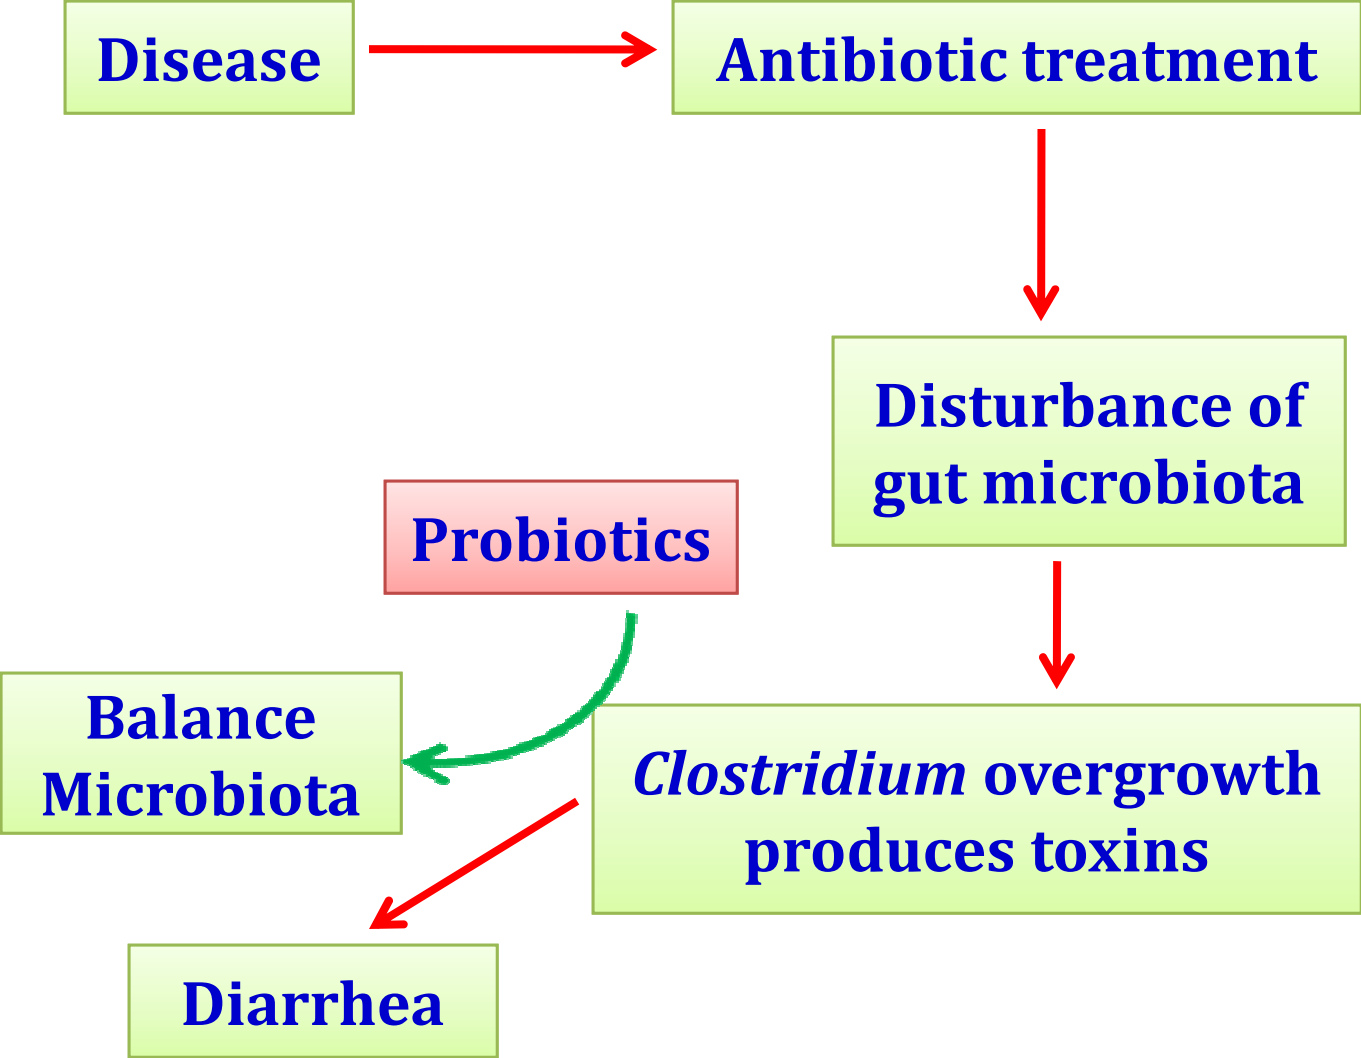 Disease
Antibiotic treatment
Disturbance of
gut microbiota
Probiotics
Balance
Microbiota
Clostridium overgrowth
produces toxins
Diarrhea